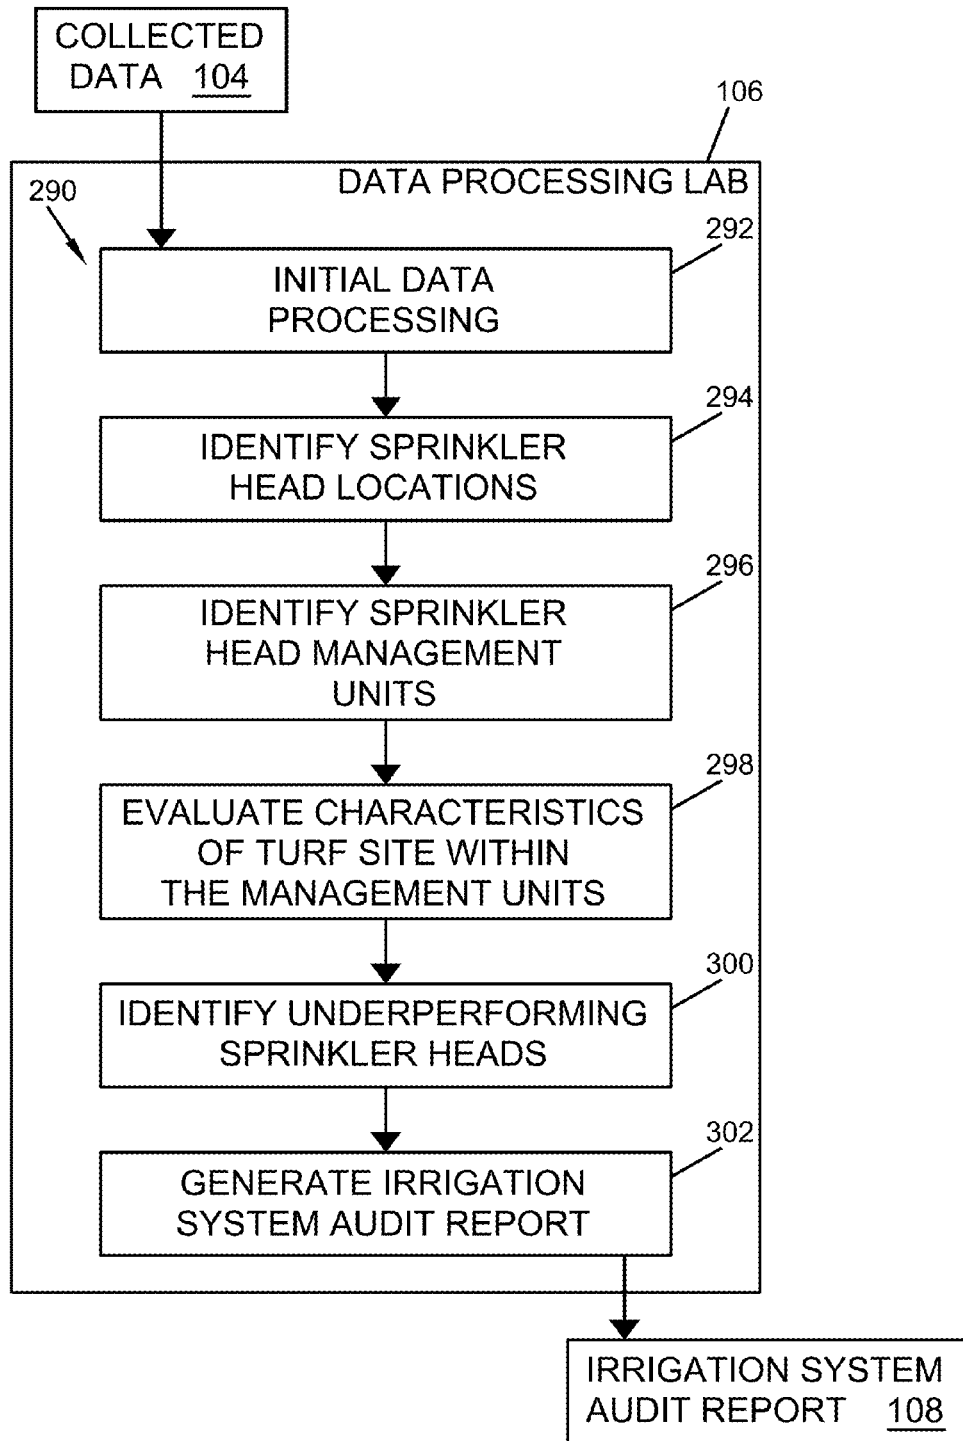 COLLECTED
DATA 104
106
DATA PROCESSING LAB
290
292
INITIAL DATA
PROCESSING
294
IDENTIFY SPRINKLER
HEAD LOCATIONS
296
IDENTIFY SPRINKLER
HEAD MANAGEMENT
UNITS
298
EVALUATE CHARACTERISTICS
OF TURF SITE WITHIN
THE MANAGEMENT UNITS
300
IDENTIFY UNDERPERFORMING
SPRINKLER HEADS
302
GENERATE IRRIGATION
SYSTEM AUDIT REPORT
IRRIGATION SYSTEM
AUDIT REPORT 108